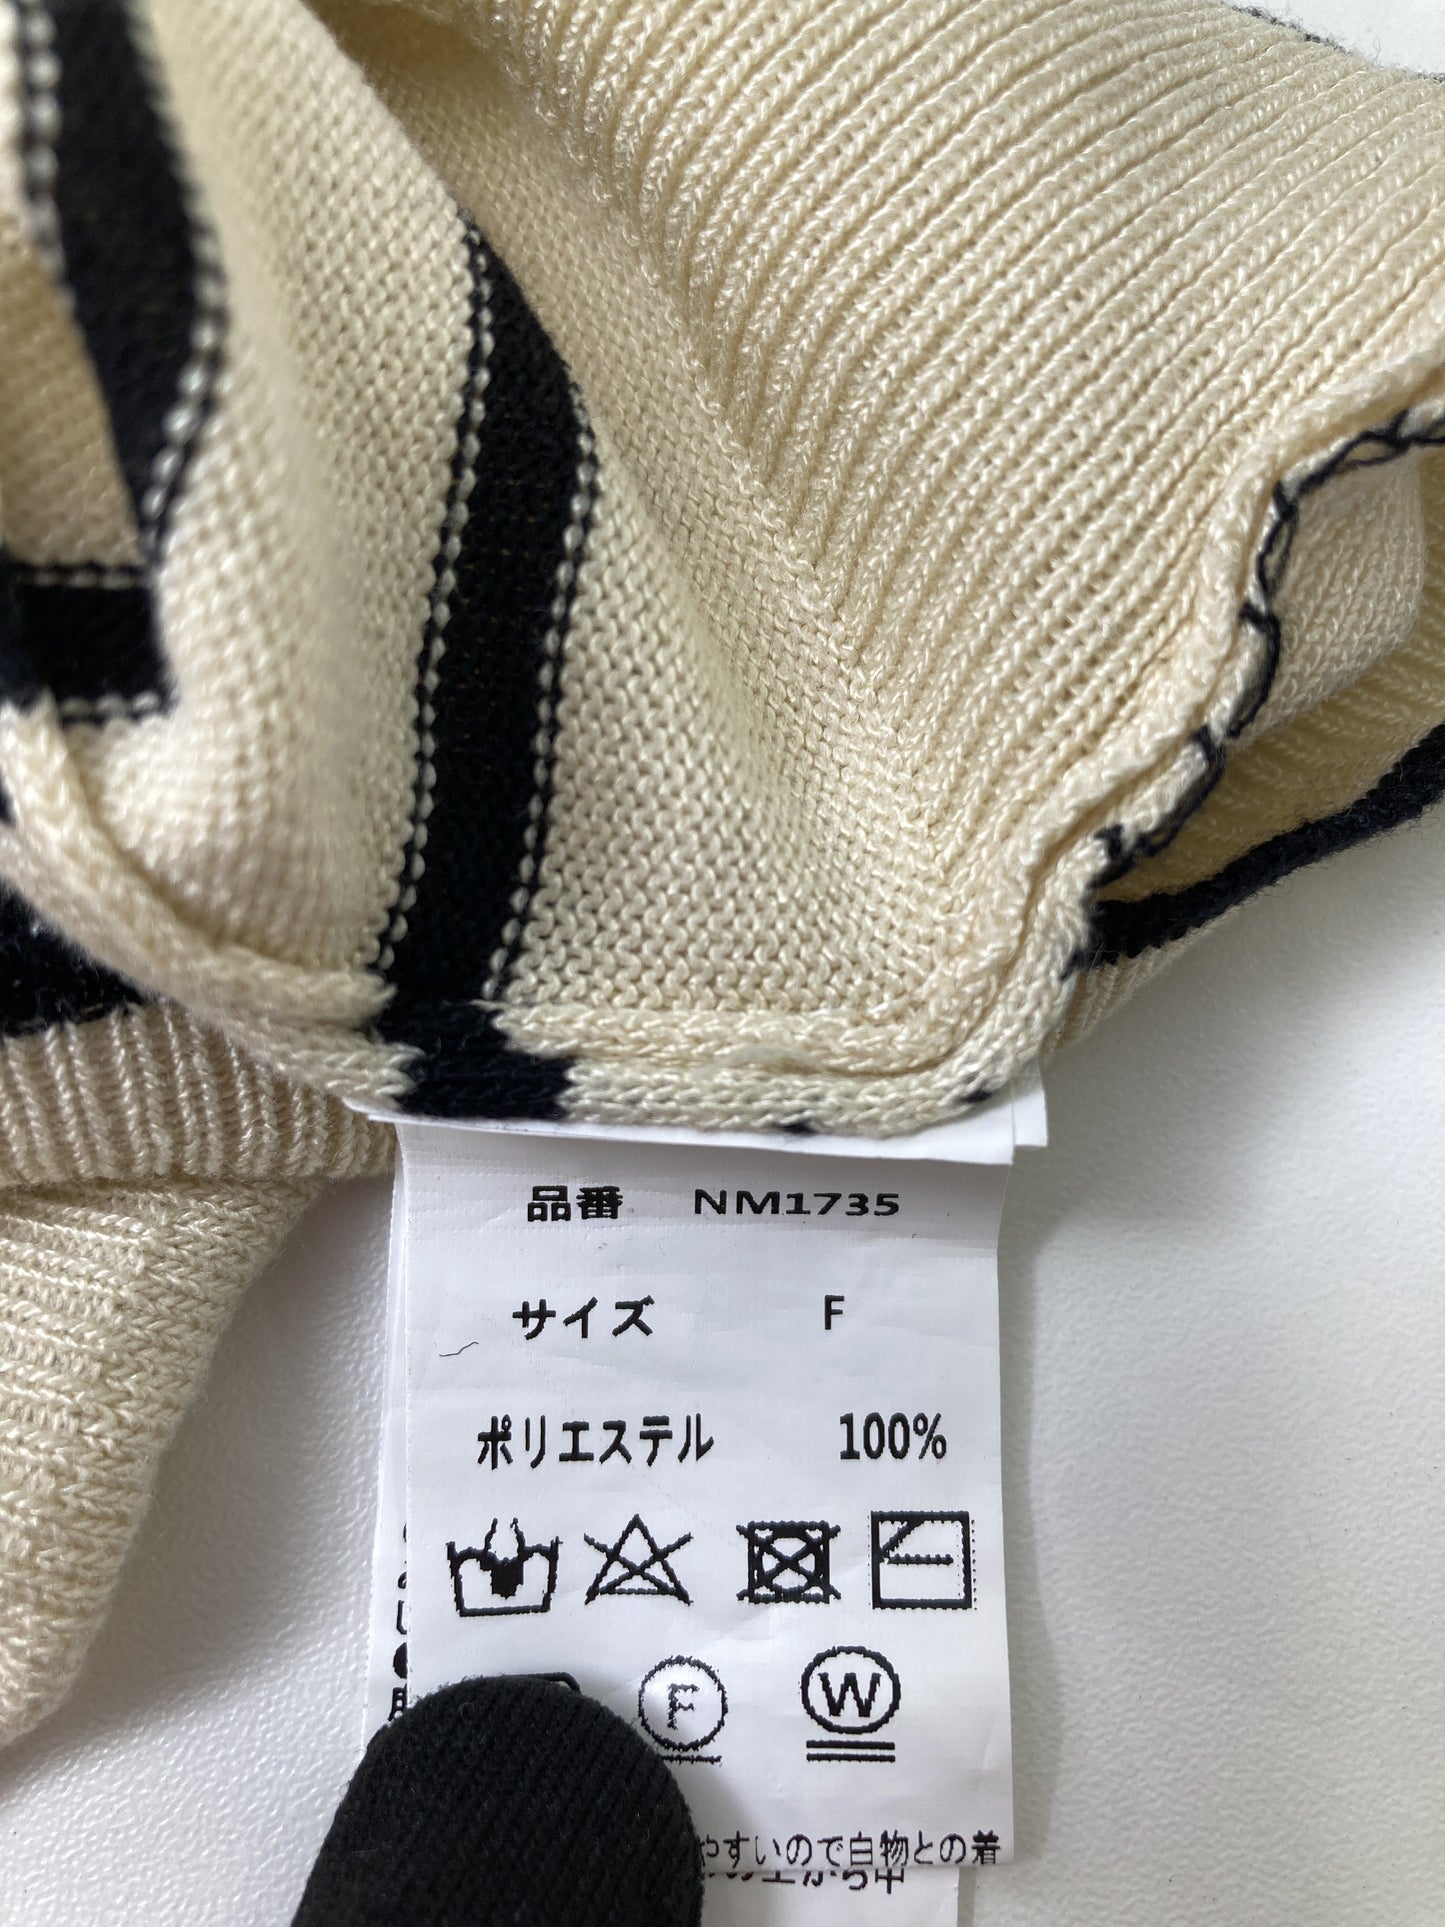 品番 NM1735
サイズ F
ポリエステル 100%
F
W
やすいので白物との着